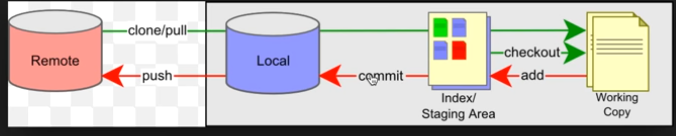 clone/pull
Remote
Local
checkout
push
commit
add
Index/
Staging Area
Working
Copy